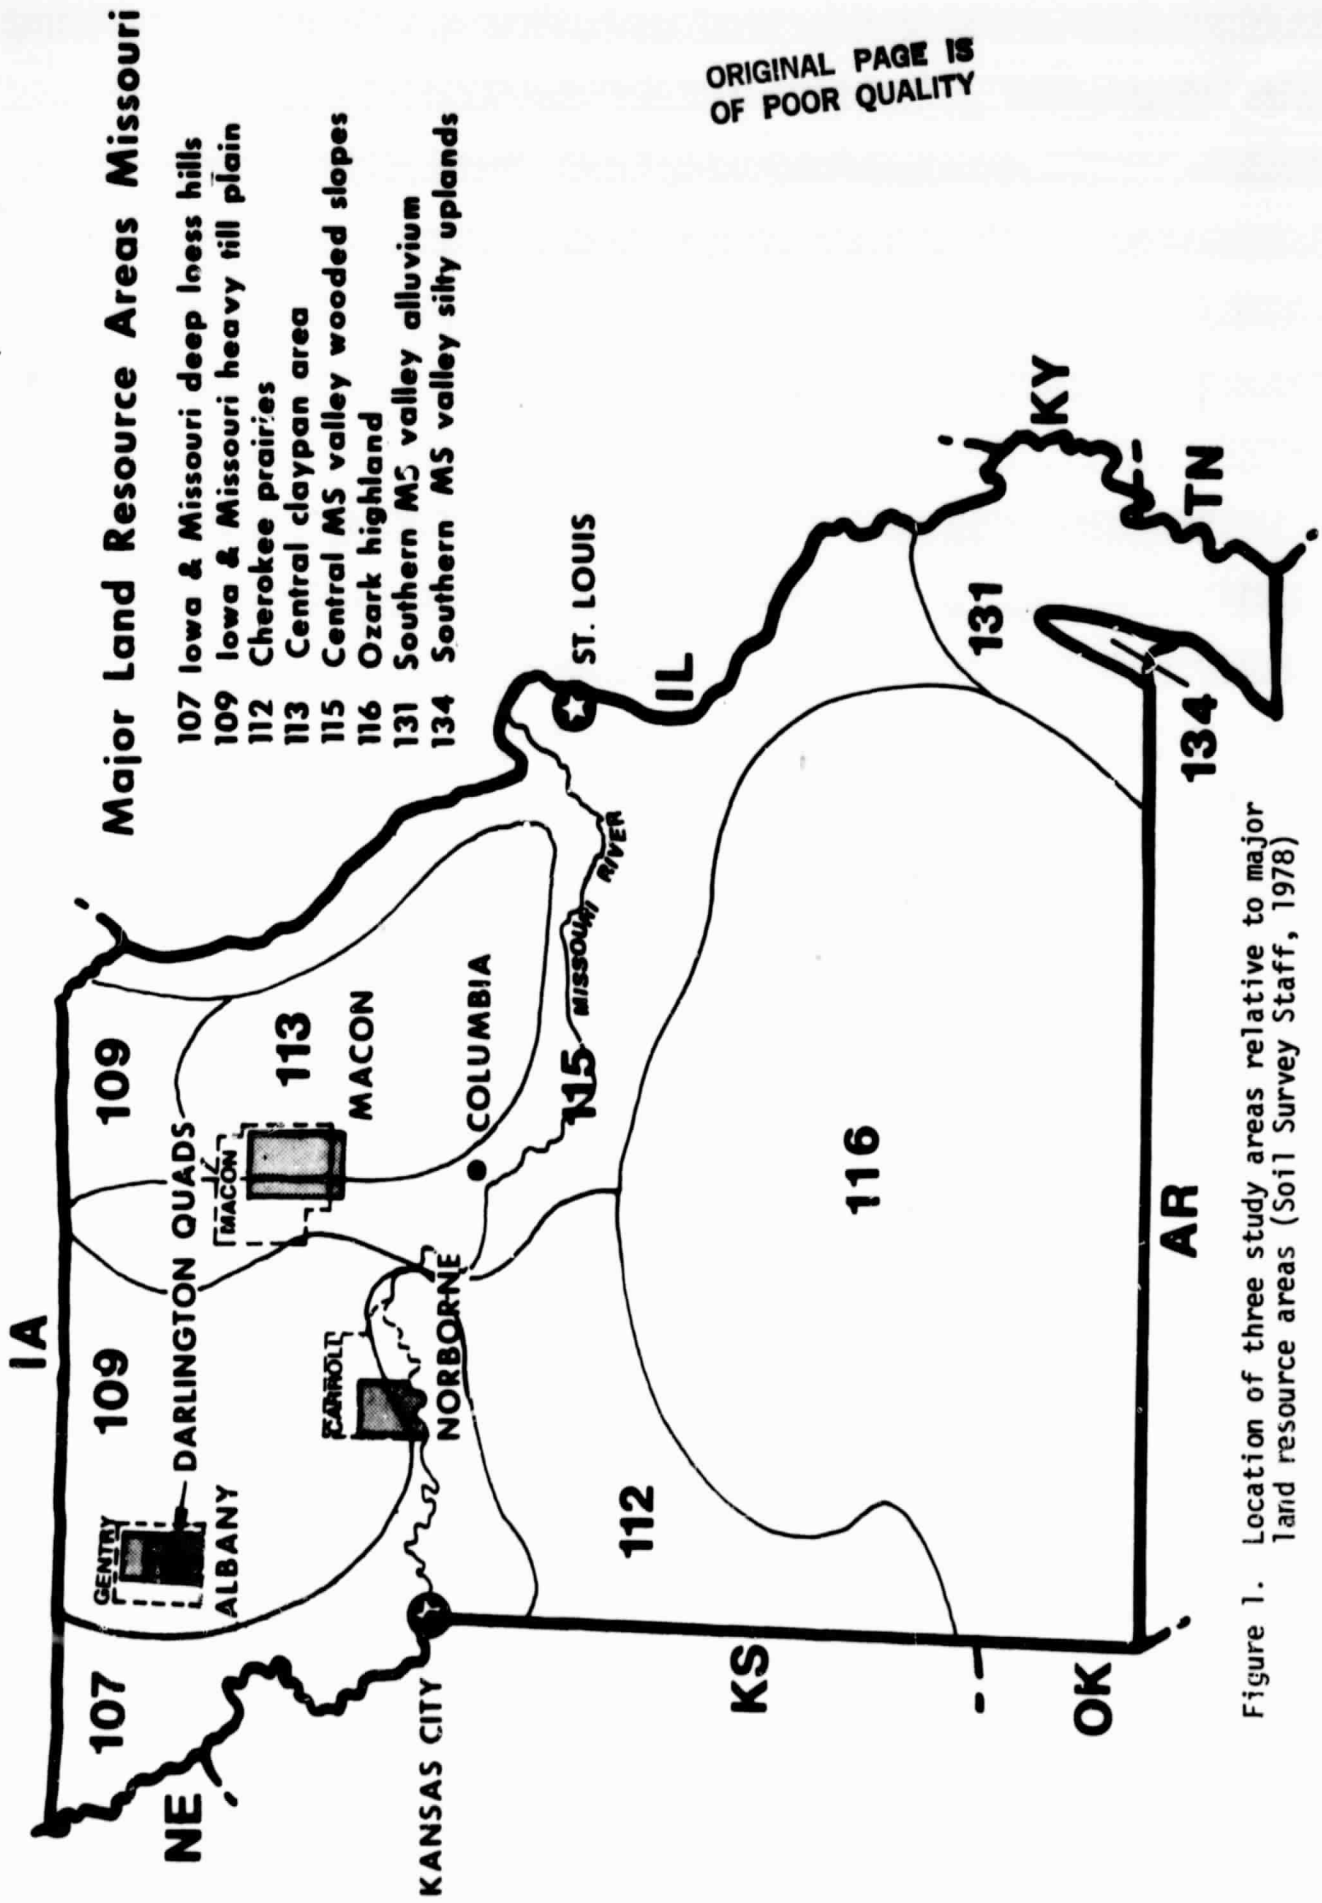 ORIGINAL PAGE IS
OF POOR QUALITY
Major Land Resource Areas Missouri
107 Iowa & Missouri deep loess hills
109 Iowa & Missouri heavy till plain
112 Cherokee prairies
113 Central claypan area
115 Central MS valley wooded slopes
116 Ozark highland
131 Southern MS valley alluvium
134 Southern MS valley silty uplands
IA
NE
107
109
109
GENTRY
ALBANY
DARLINGTON QUADS
MACON
113
MACON
CARROLL
NORBORNE
COLUMBIA
KANSAS CITY
ST. LOUIS
MISSOURI RIVER
115
IL
112
116
KS
OK
AR
131
134
KY
TN
Figure 1. Location of three study areas relative to major
land resource areas (Soil Survey Staff, 1978)